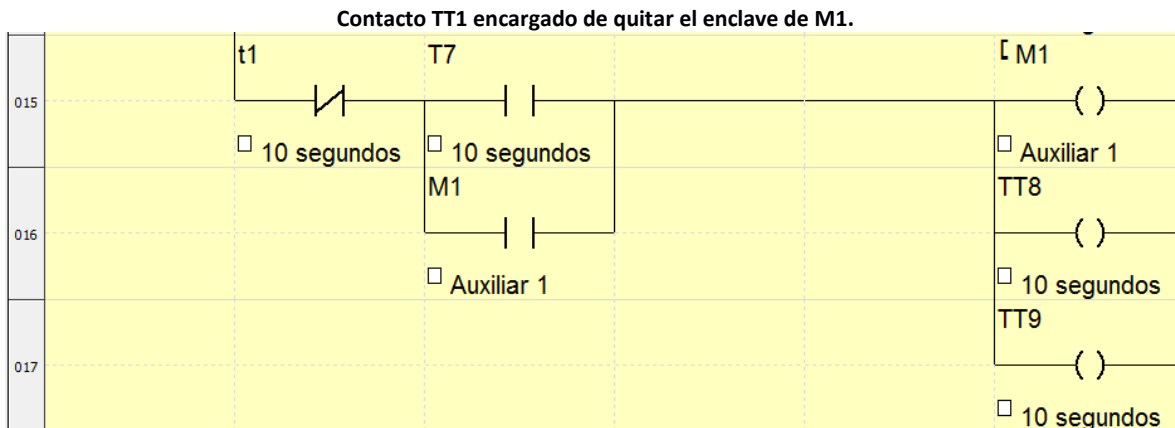 Contacto TT1 encargado de quitar el enclave de M1.
t1 T7 [ M1
015
10 segundos 10 segundos Auxiliar 1
M1 TT8
016
Auxiliar 1 10 segundos
TT9
017
10 segundos